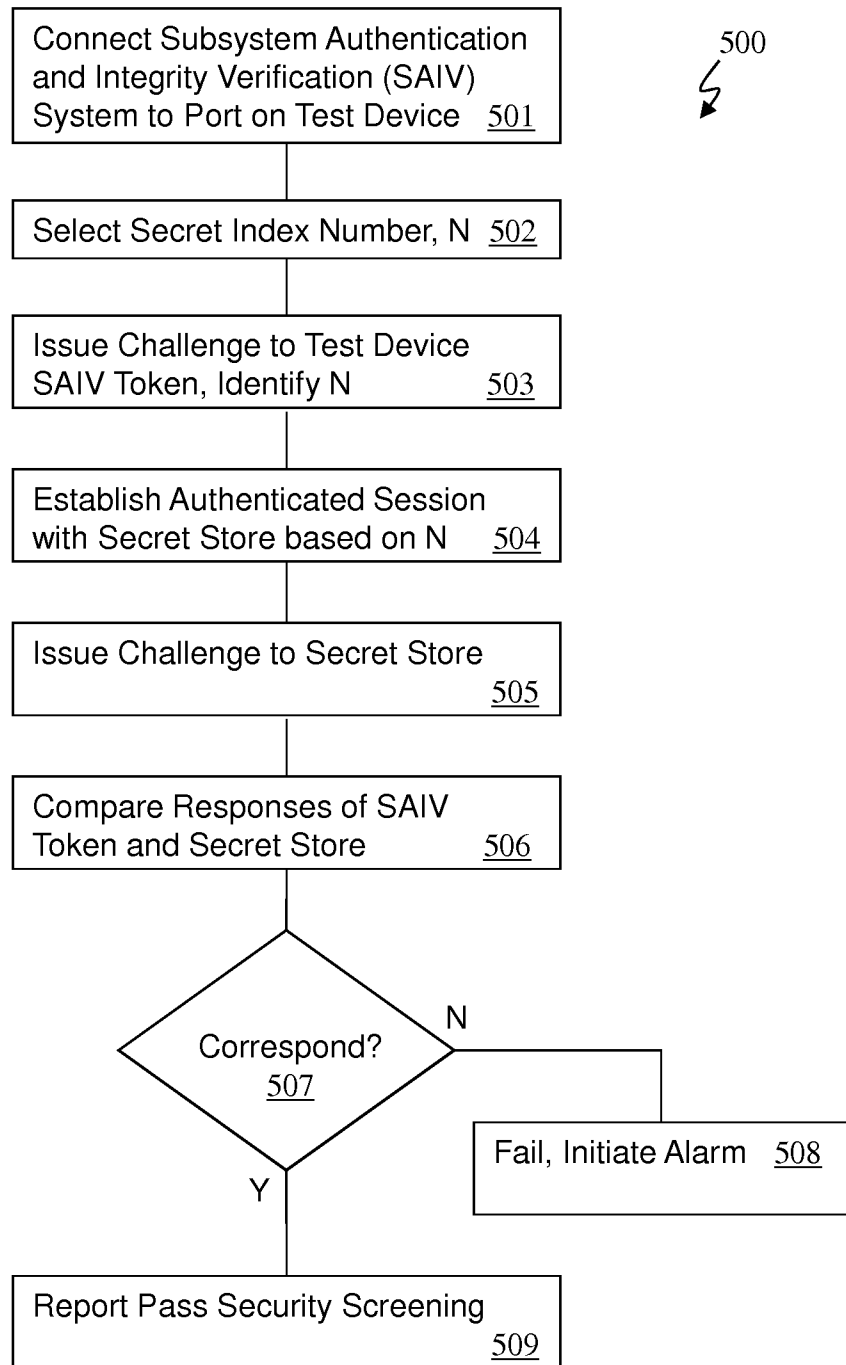 Connect Subsystem Authentication
and Integrity Verification (SAIV)
System to Port on Test Device 501
500
Select Secret Index Number, N 502
Issue Challenge to Test Device
SAIV Token, Identify N 503
Establish Authenticated Session
with Secret Store based on N 504
Issue Challenge to Secret Store
505
Compare Responses of SAIV
Token and Secret Store 506
N
Correspond?
507
Fail, Initiate Alarm 508
Y
Report Pass Security Screening
509